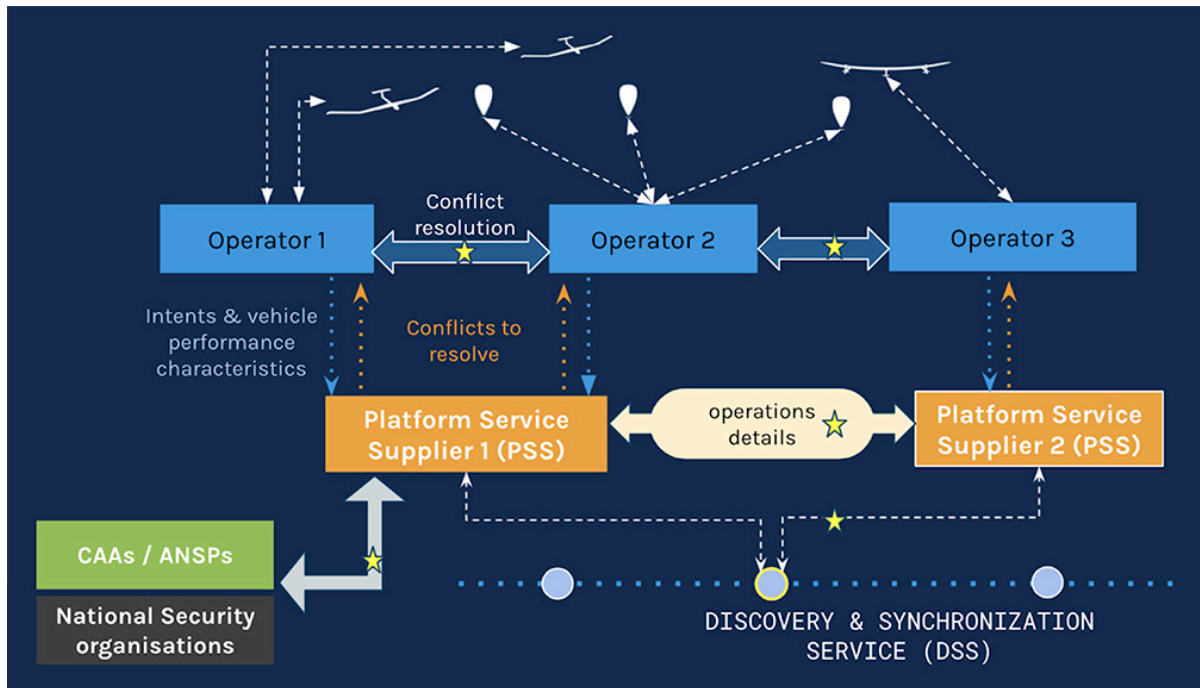 Conflict
resolution
Operator 1
Operator 2
Operator 3
Intents & vehicle
performance
characteristics
Conflicts to
resolve
Platform Service
Supplier 1 (PSS)
operations
details
Platform Service
Supplier 2 (PSS)
CAAs / ANSPs
National Security
organisations
DISCOVERY & SYNCHRONIZATION
SERVICE (DSS)